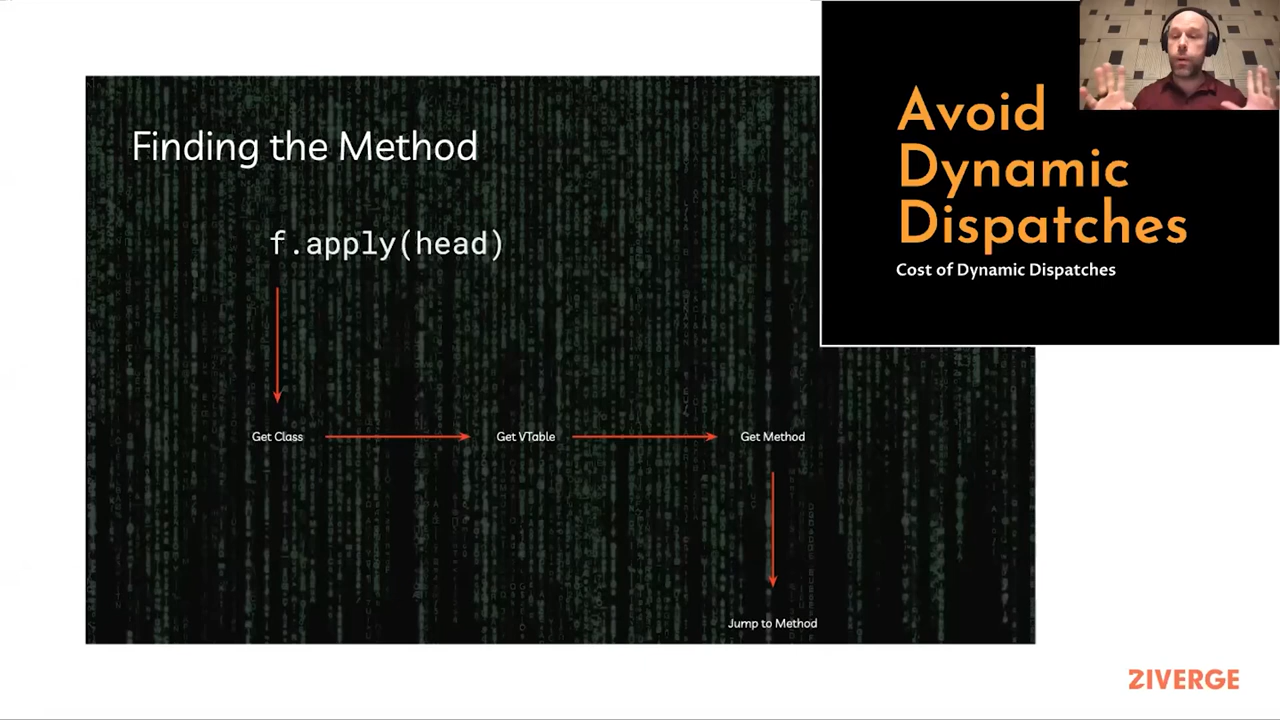 Finding the Method
f.apply(head)
Get Class
Get VTable
Get Method
Jump to Method
Avoid
Dynamic
Dispatches
Cost of Dynamic Dispatches
ZIVERGE